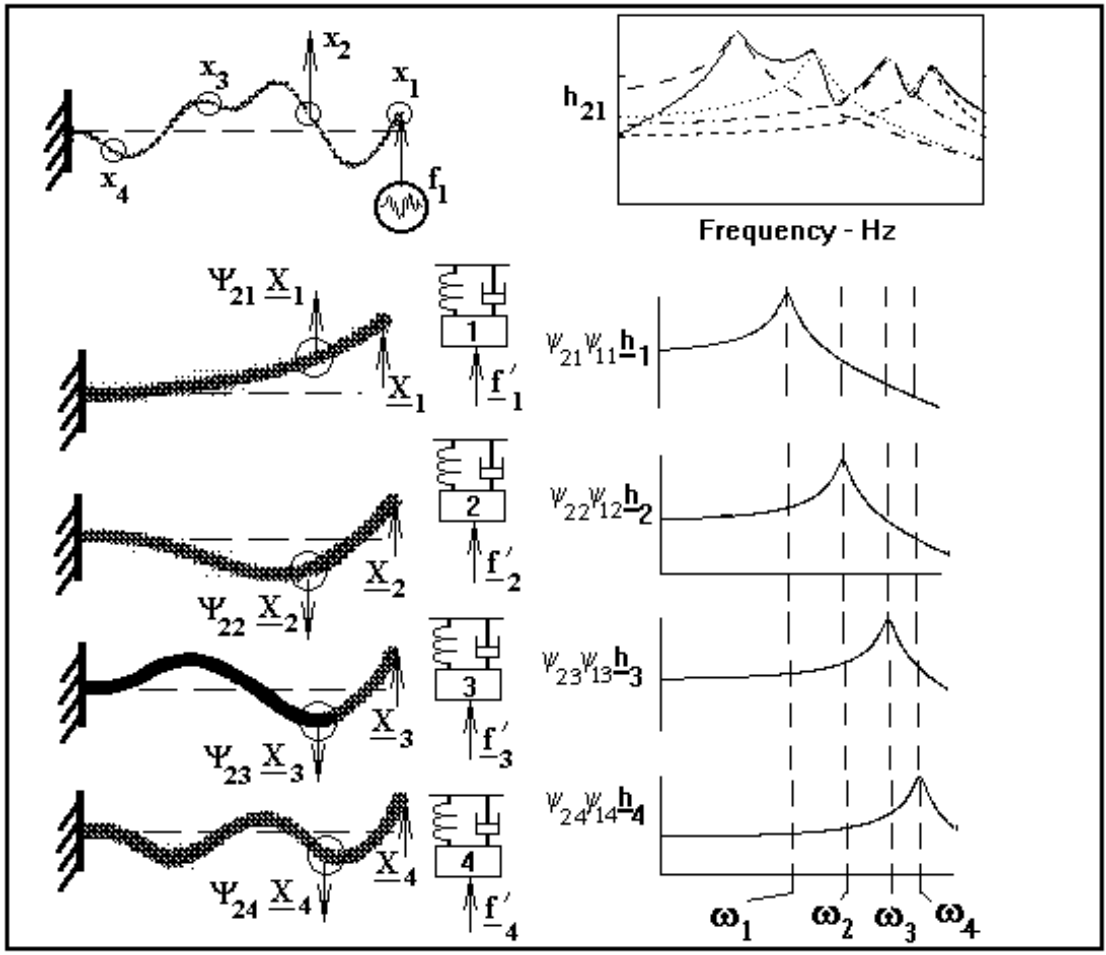 x₂
x₃
x₁
x₄
f₁
h₂₁
Frequency - Hz
Ψ₂₁ X₁
X₁
1
f′₁
ψ₂₁ψ₁₁h₁
Ψ₂₂ X₂
X₂
2
f′₂
ψ₂₂ψ₁₂h₂
Ψ₂₃ X₃
X₃
3
f′₃
ψ₂₃ψ₁₃h₃
Ψ₂₄ X₄
X₄
4
f′₄
ψ₂₄ψ₁₄h₄
ω₁ ω₂ ω₃ ω₄